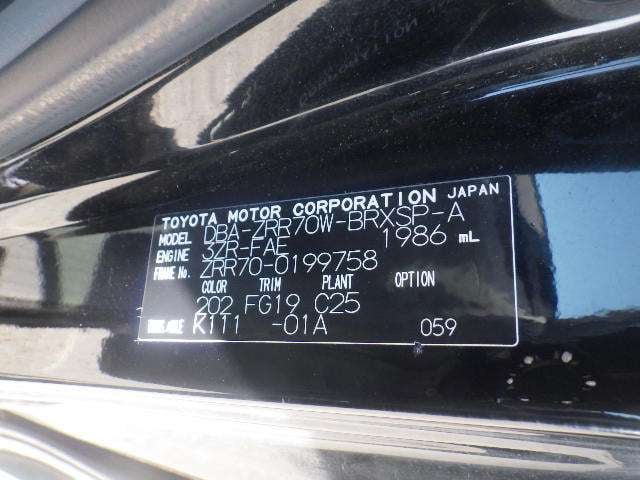 TOYOTA MOTOR CORPORATION JAPAN
MODEL DBA-ZRR70W-BRXSP-A
ENGINE 3ZR-FAE 1986 mL
FRAME No. ZRR70-0199758
COLOR TRIM PLANT OPTION
202 FG19 C25
K1T1 -01A 059